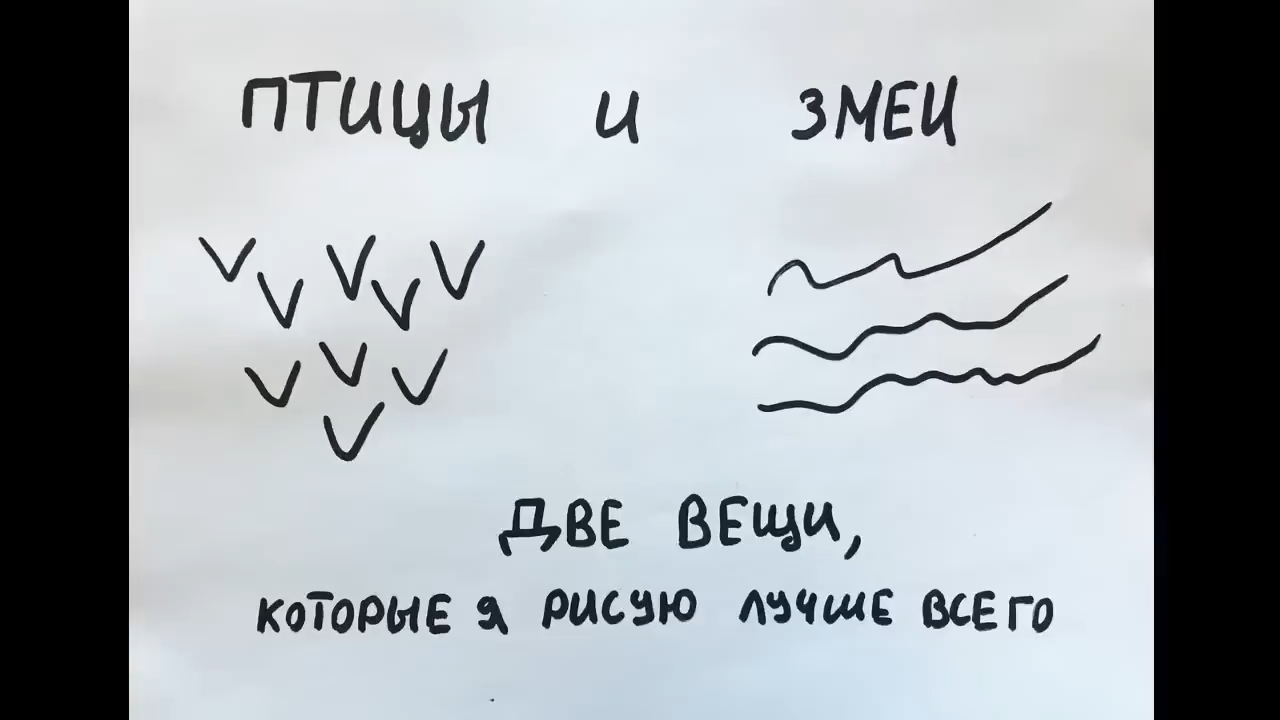 ПТИЦЫ И ЗМЕИ
ДВЕ ВЕЩИ,
КОТОРЫЕ Я РИСУЮ ЛУЧШЕ ВСЕГО